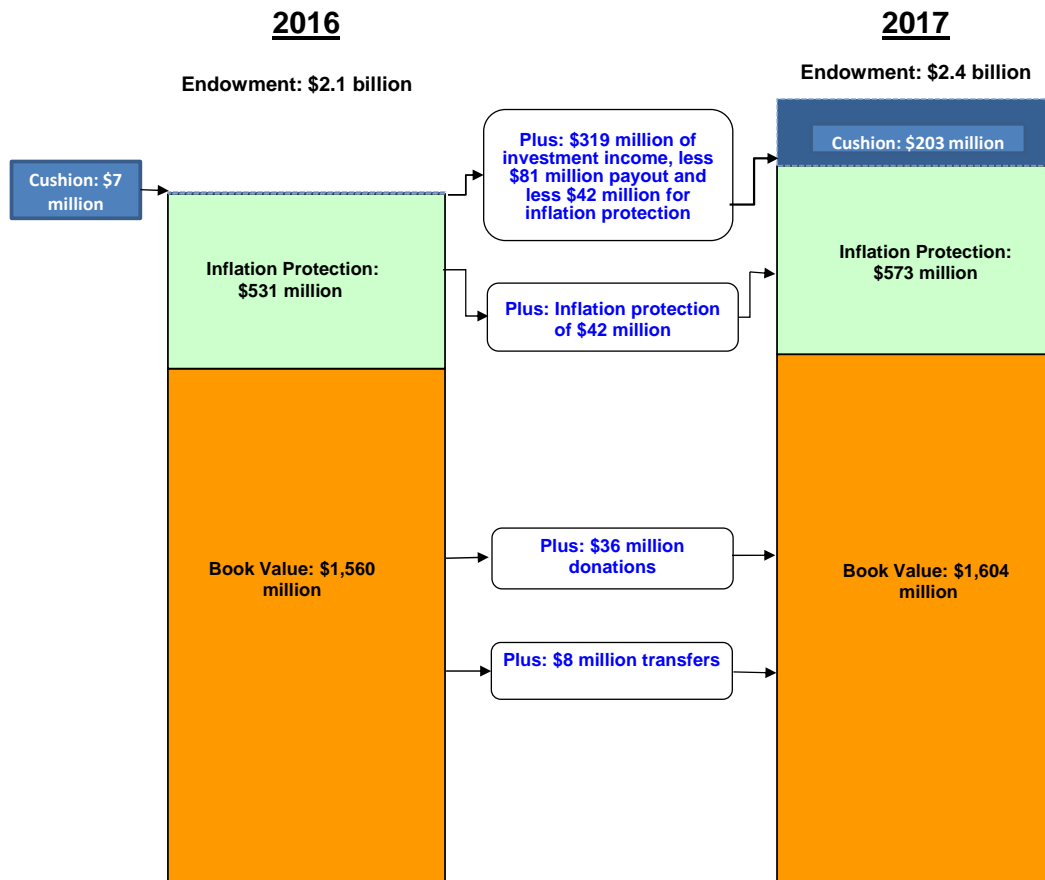 2016
2017
Endowment: $2.1 billion
Endowment: $2.4 billion
Cushion: $7
million
Plus: $319 million of
investment income, less
$81 million payout and
less $42 million for
inflation protection
Cushion: $203 million
Inflation Protection:
$531 million
Plus: Inflation protection
of $42 million
Inflation Protection:
$573 million
Book Value: $1,560
million
Plus: $36 million
donations
Book Value: $1,604
million
Plus: $8 million transfers